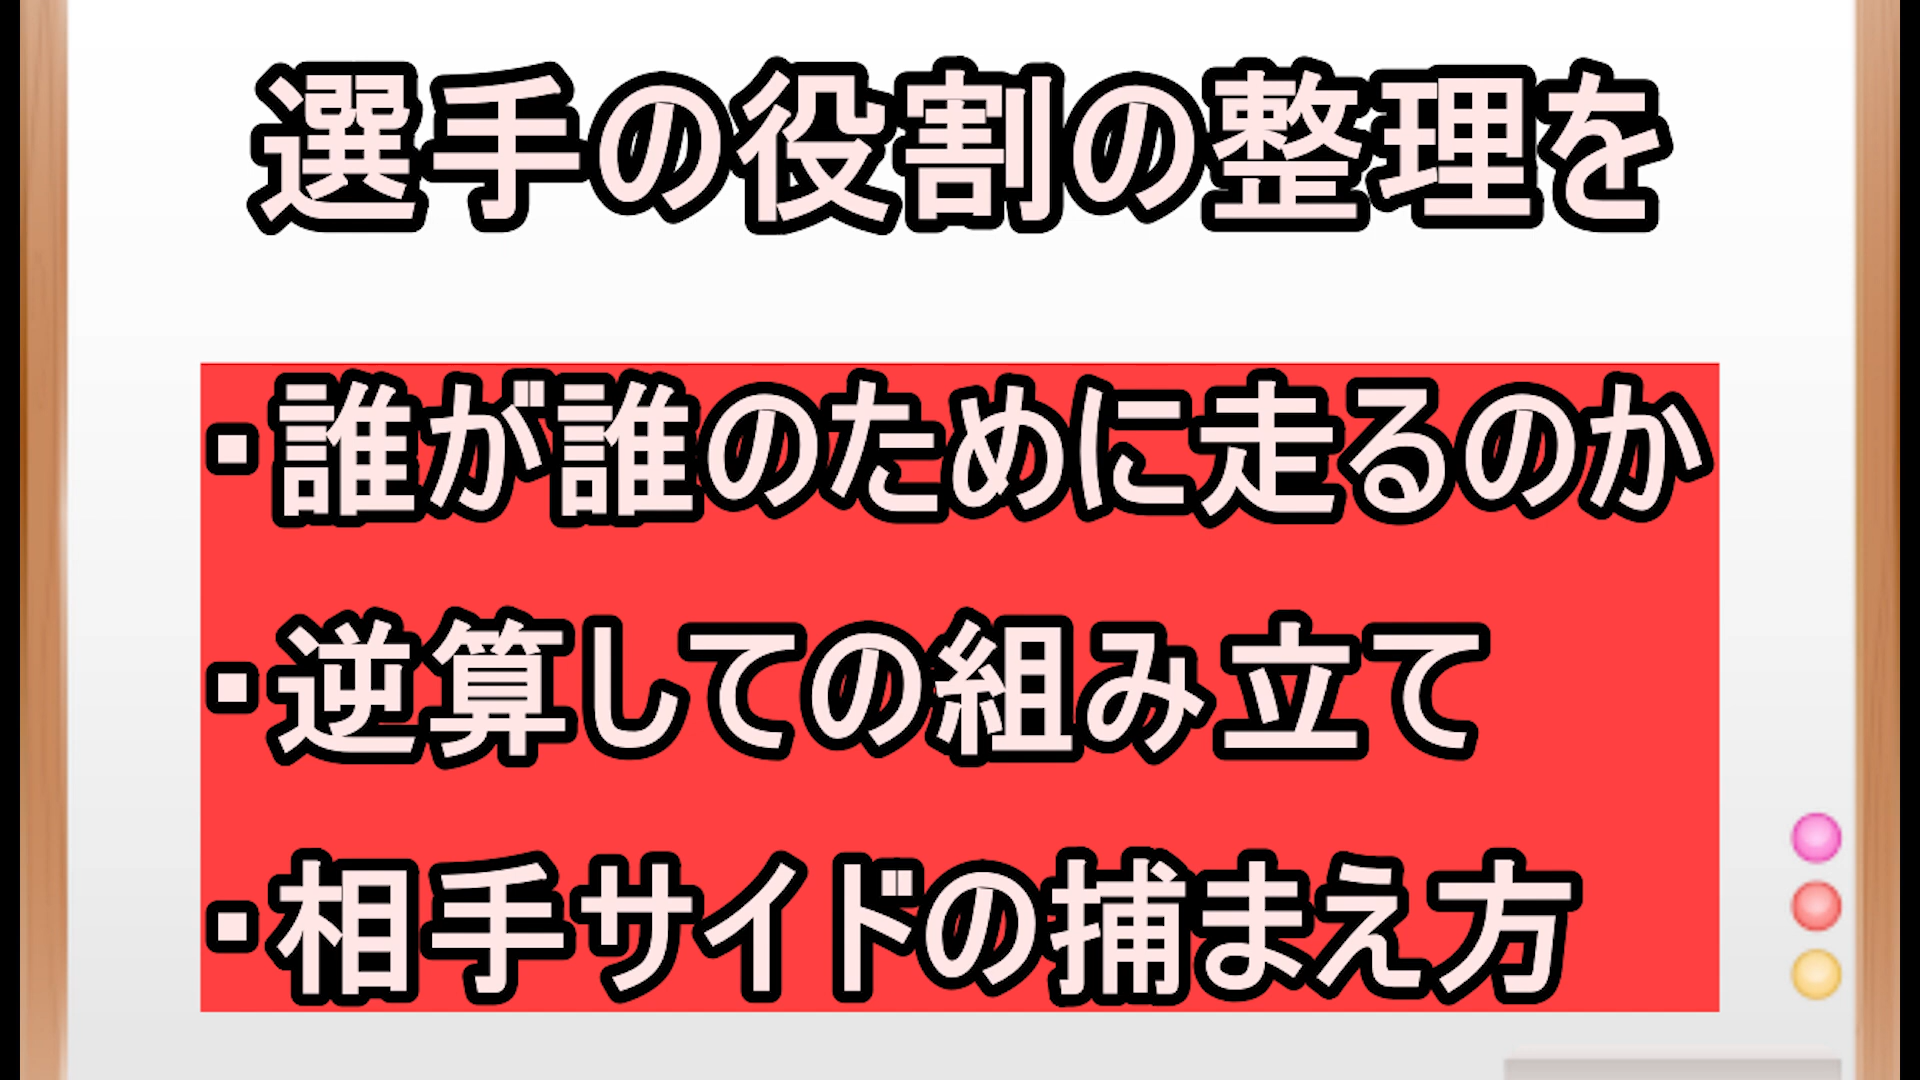 選手の役割の整理を
・誰が誰のために走るのか
・逆算しての組み立て
・相手サイドの捕まえ方